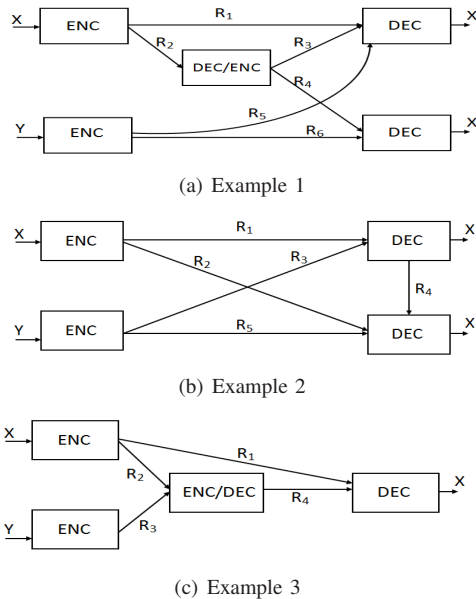 X ENC R1 DEC X
R2 R3
DEC/ENC
R4
R5
Y ENC R6 DEC X
(a) Example 1
X ENC R1 DEC X
R2 R3
R4
Y ENC R5 DEC X
(b) Example 2
X ENC R1
R2
ENC/DEC R4 DEC X
R3
Y ENC
(c) Example 3